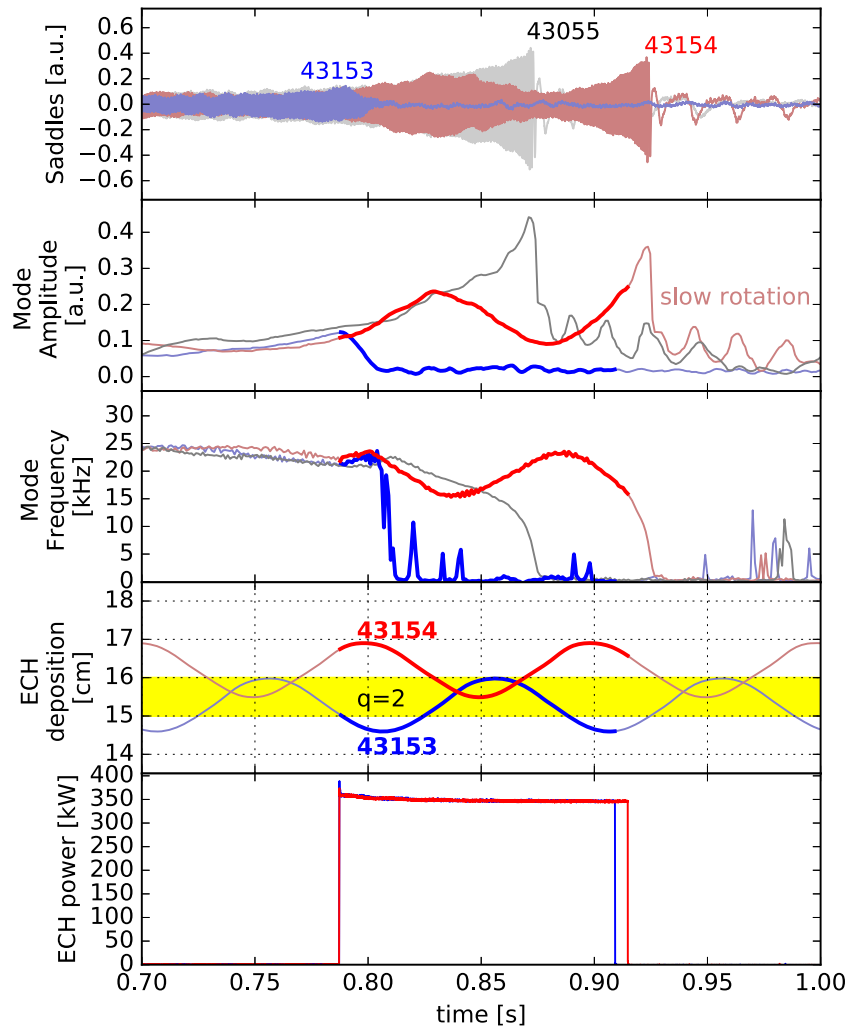 0.6
0.4
0.2
0.0
−0.2
−0.4
−0.6
Saddles [a.u.]
43153
43055
43154
0.4
0.3
0.2
0.1
0.0
Mode
Amplitude
[a.u.]
slow rotation
30
25
20
15
10
5
0
Mode
Frequency
[kHz]
18
17
16
15
14
ECH
deposition
[cm]
43154
q=2
43153
400
350
300
250
200
150
100
50
0
ECH power [kW]
0.70 0.75 0.80 0.85 0.90 0.95 1.00
time [s]